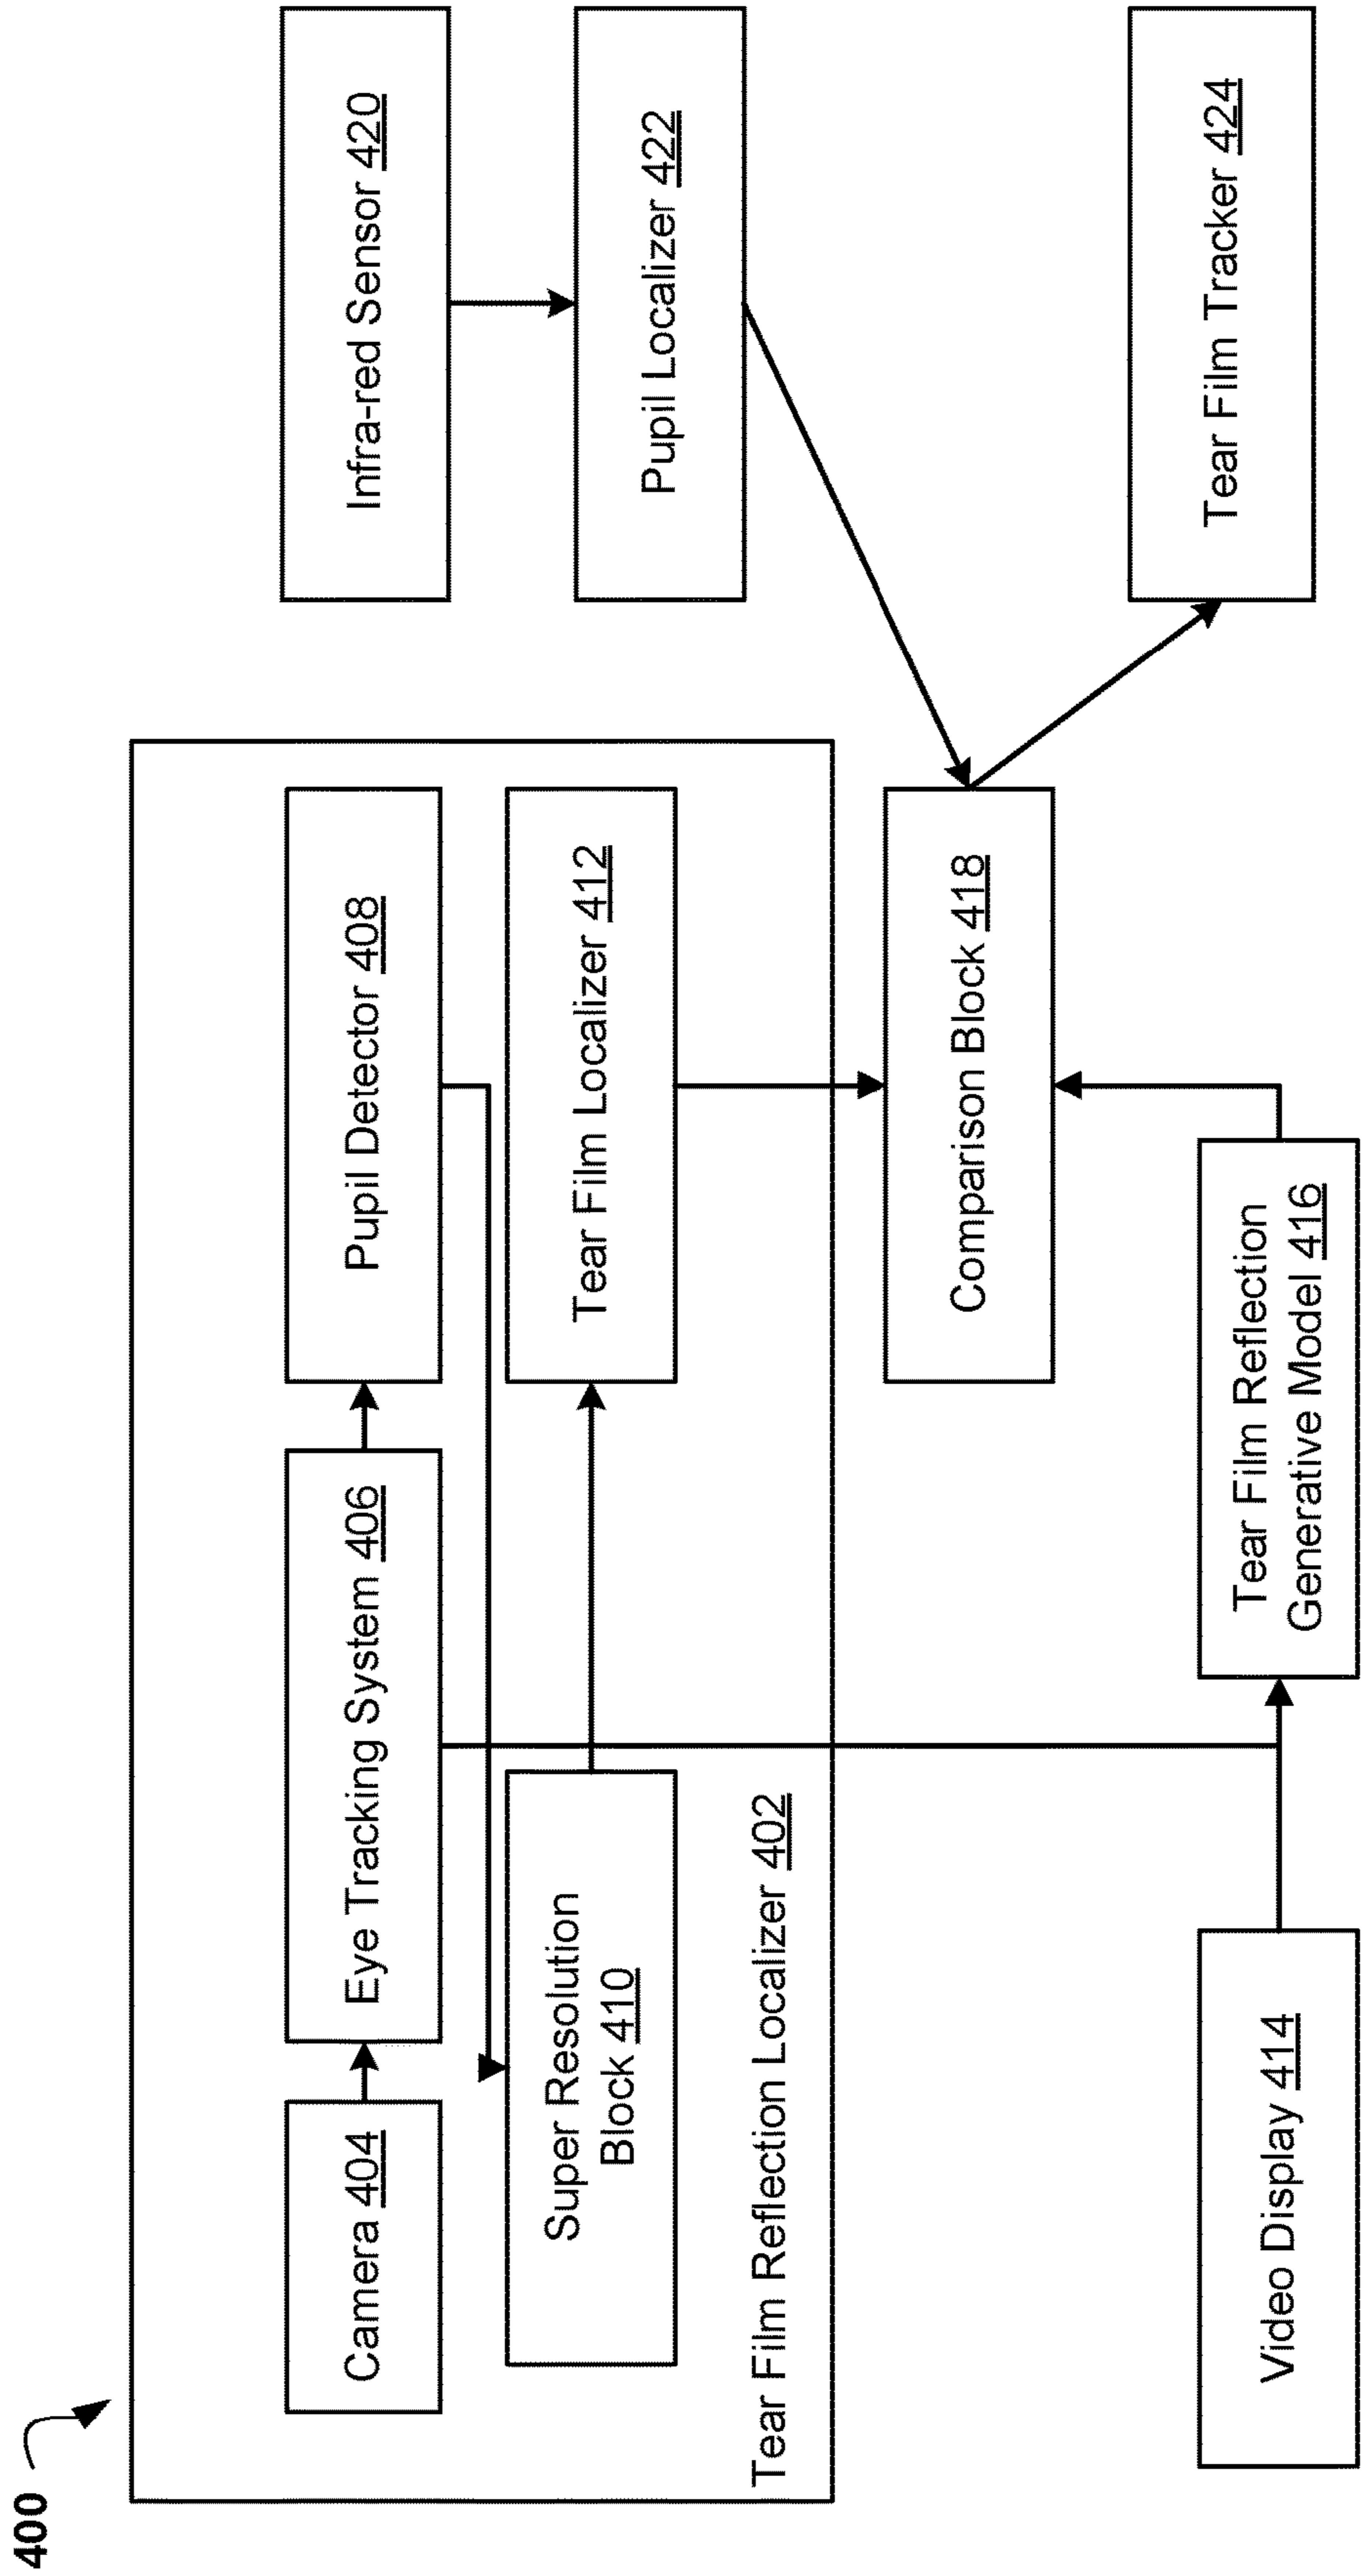 400
Camera 404
Eye Tracking System 406
Pupil Detector 408
Infra-red Sensor 420
Super Resolution
Block 410
Tear Film Localizer 412
Pupil Localizer 422
Tear Film Reflection Localizer 402
Comparison Block 418
Video Display 414
Tear Film Reflection
Generative Model 416
Tear Film Tracker 424